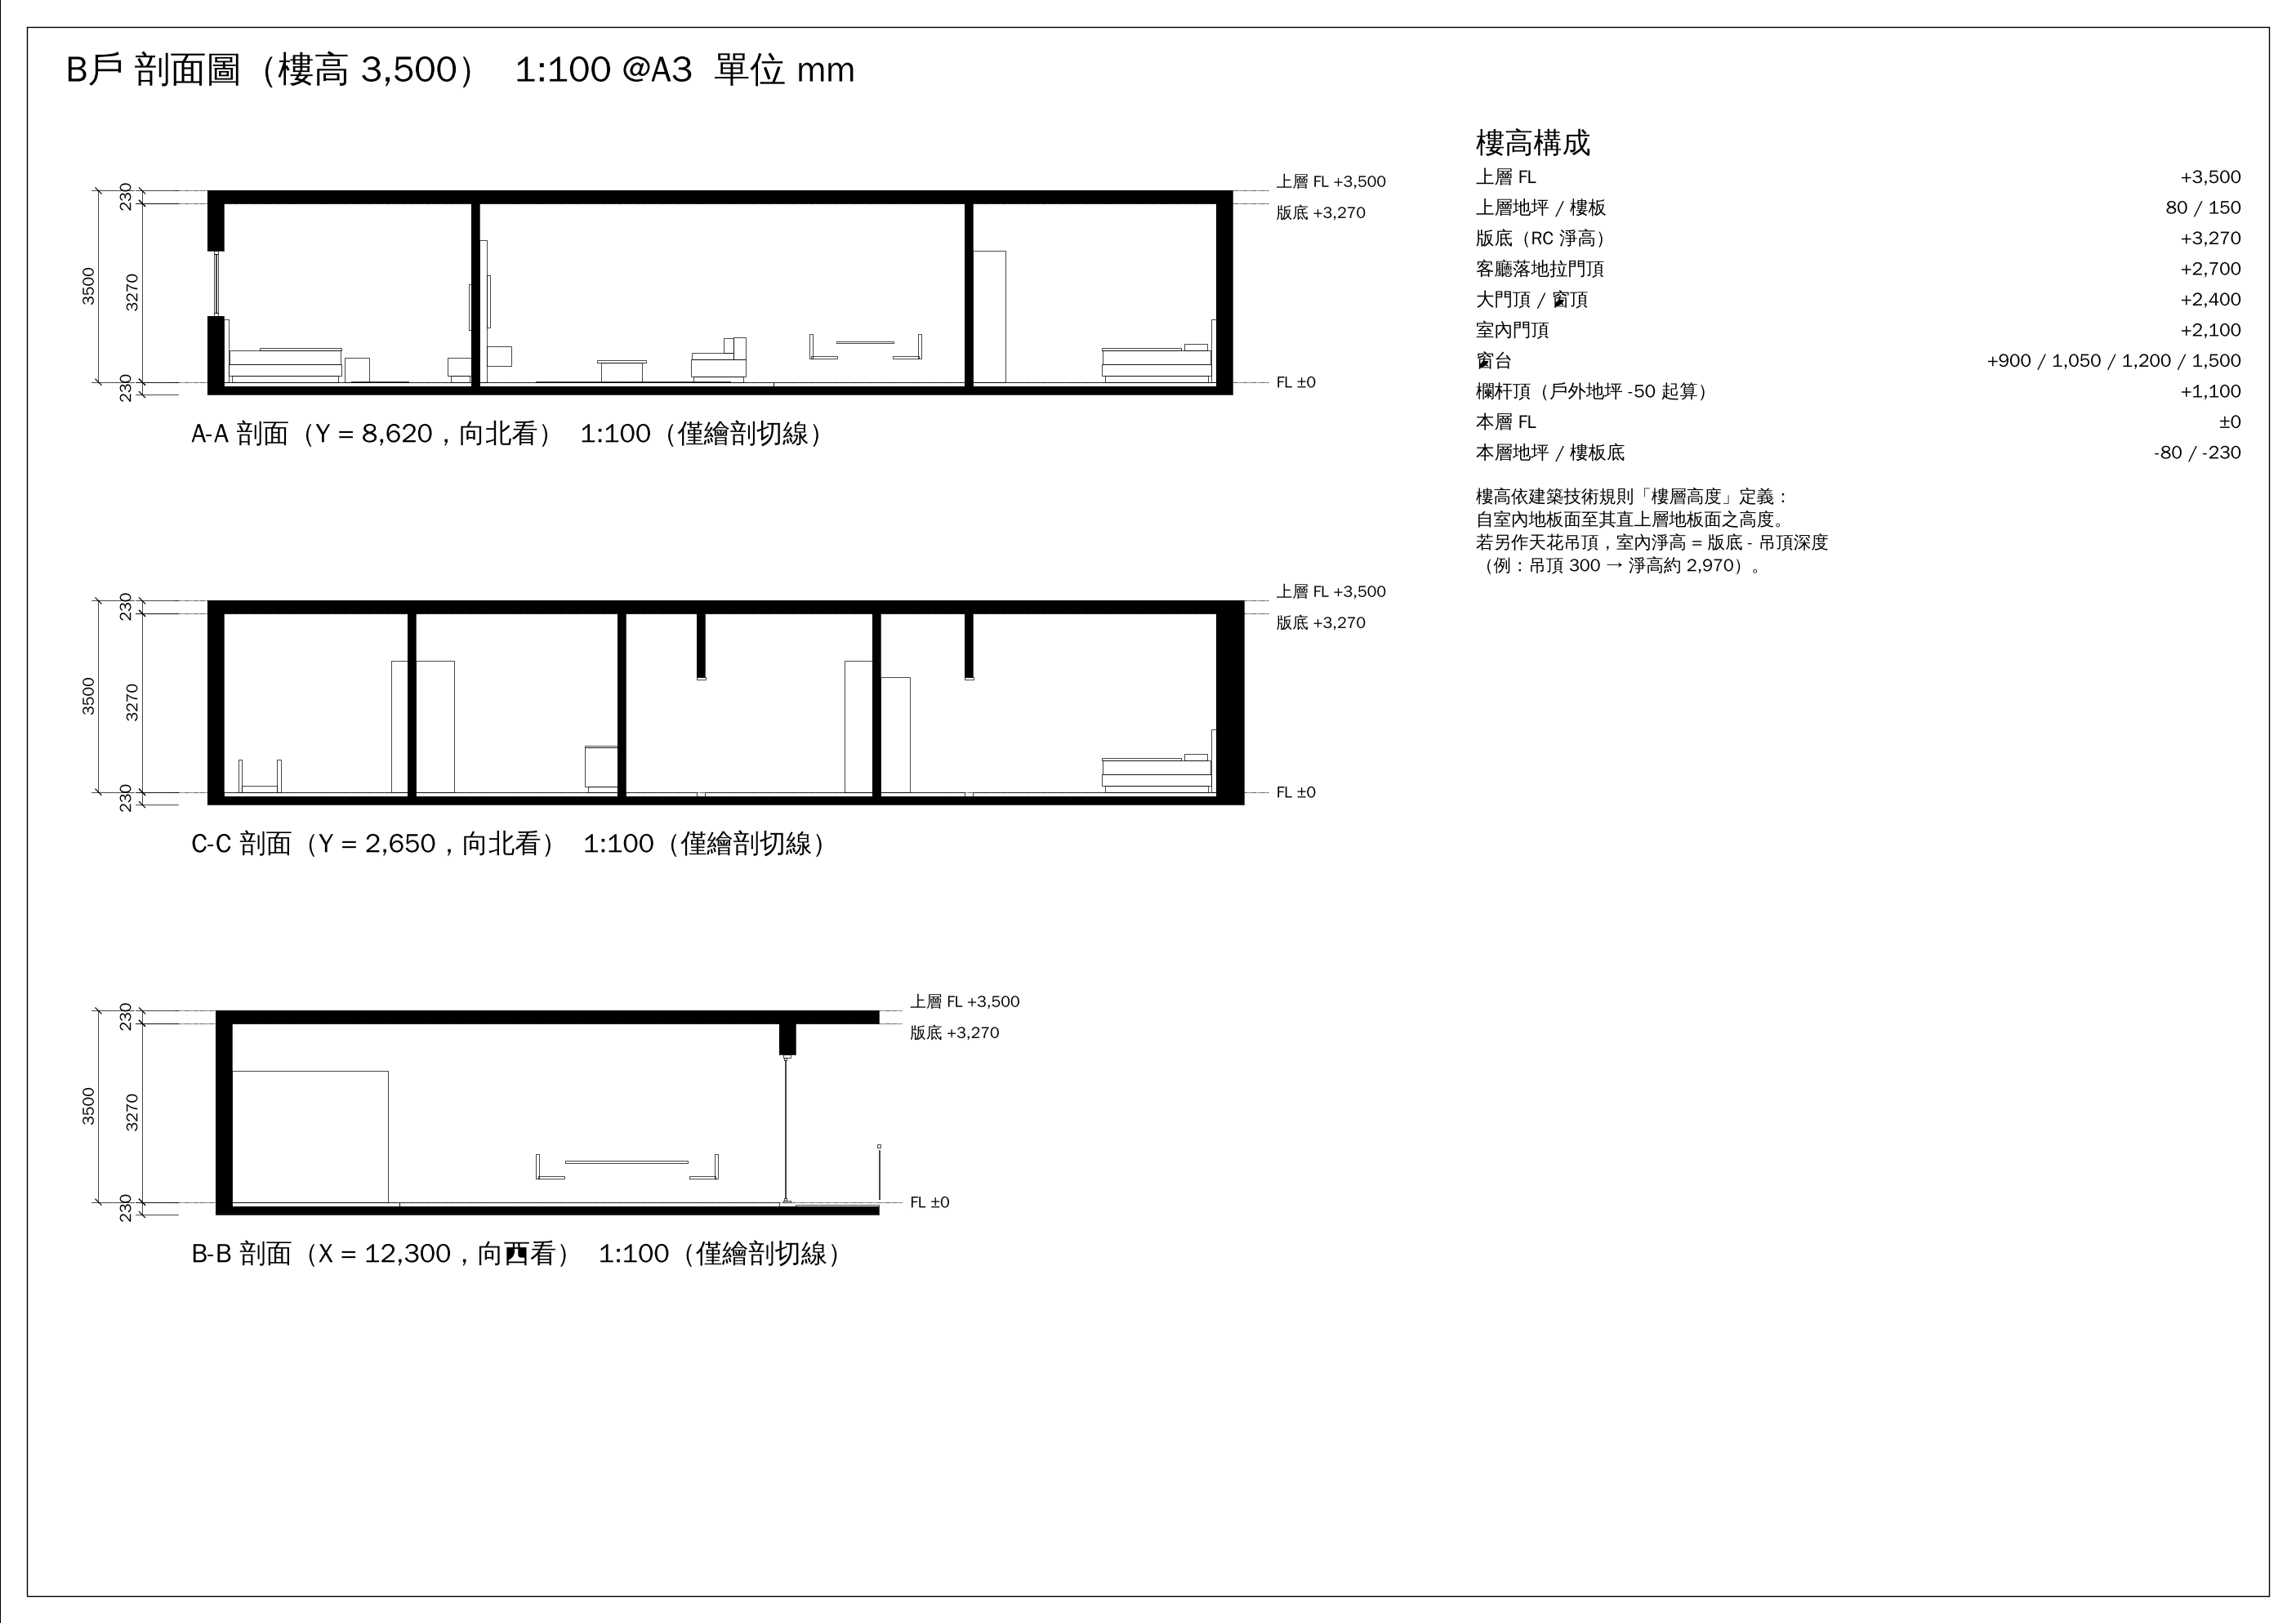 B戶 剖面圖（樓高 3,500） 1:100 @A3 單位 mm
樓高構成
上層 FL +3,500
上層地坪 / 樓板 80 / 150
版底（RC 淨高） +3,270
客廳落地拉門頂 +2,700
大門頂 / 窗頂 +2,400
室內門頂 +2,100
窗台 +900 / 1,050 / 1,200 / 1,500
欄杆頂（戶外地坪 -50 起算） +1,100
本層 FL ±0
本層地坪 / 樓板底 -80 / -230
樓高依建築技術規則「樓層高度」定義：
自室內地板面至其直上層地板面之高度。
若另作天花吊頂，室內淨高 = 版底 - 吊頂深度
（例：吊頂 300 → 淨高約 2,970）。
230
3500
3270
230
上層 FL +3,500
版底 +3,270
FL ±0
A-A 剖面（Y = 8,620，向北看） 1:100（僅繪剖切線）
230
3500
3270
230
上層 FL +3,500
版底 +3,270
FL ±0
C-C 剖面（Y = 2,650，向北看） 1:100（僅繪剖切線）
230
3500
3270
230
上層 FL +3,500
版底 +3,270
FL ±0
B-B 剖面（X = 12,300，向西看） 1:100（僅繪剖切線）